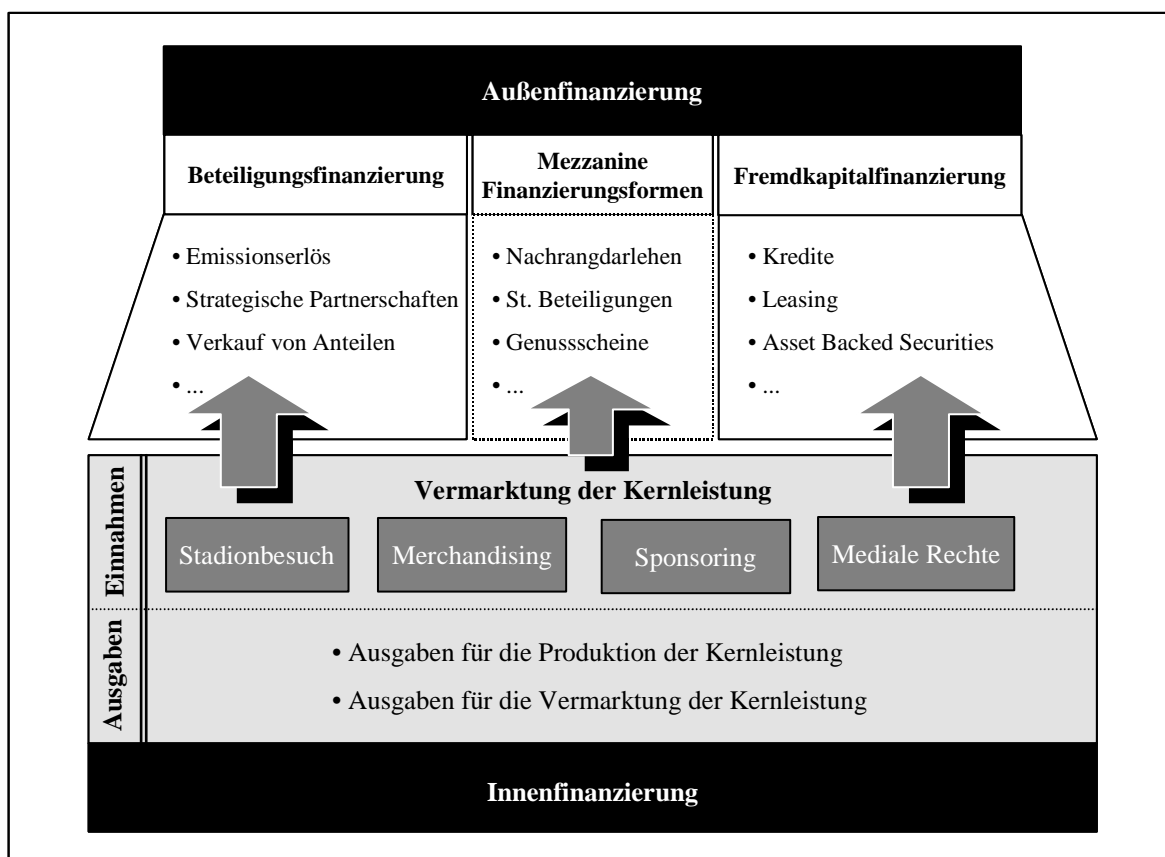 Außenfinanzierung
Beteiligungsfinanzierung
Mezzanine
Finanzierungsformen
Fremdkapitalfinanzierung
• Emissionserlös
• Strategische Partnerschaften
• Verkauf von Anteilen
• ...
• Nachrangdarlehen
• St. Beteiligungen
• Genussscheine
• ...
• Kredite
• Leasing
• Asset Backed Securities
• ...
Einnahmen
Vermarktung der Kernleistung
Stadionbesuch
Merchandising
Sponsoring
Mediale Rechte
Ausgaben
• Ausgaben für die Produktion der Kernleistung
• Ausgaben für die Vermarktung der Kernleistung
Innenfinanzierung